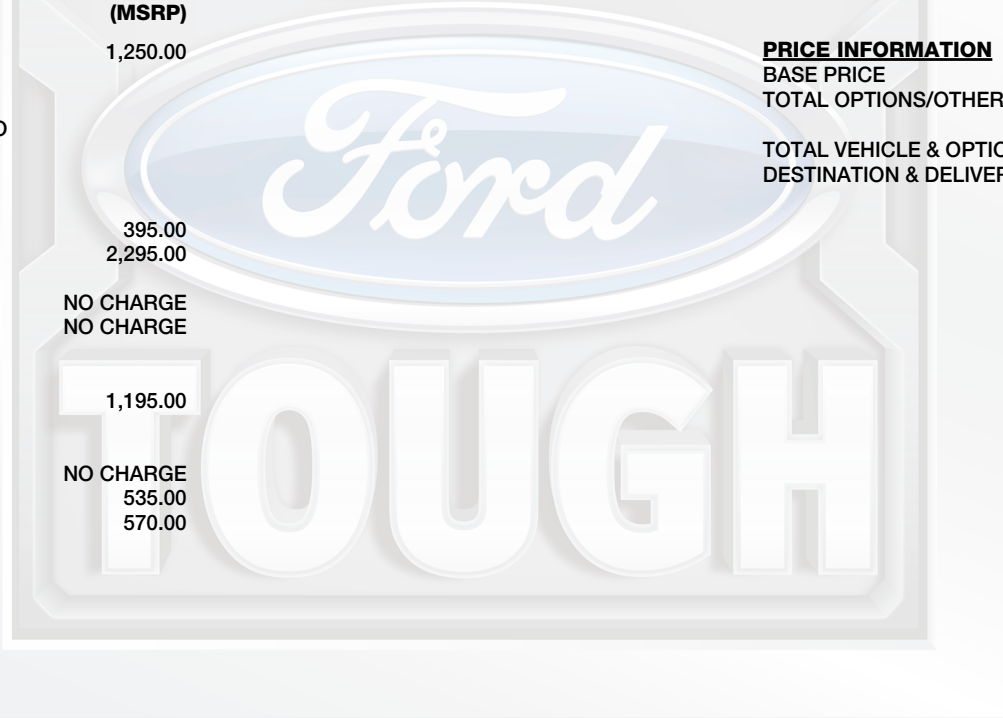 (MSRP)
1,250.00
395.00
2,295.00
NO CHARGE
NO CHARGE
1,195.00
NO CHARGE
535.00
570.00
PRICE INFORMATION
BASE PRICE
TOTAL OPTIONS/OTHER
TOTAL VEHICLE & OPTIO
DESTINATION & DELIVER
Ford
TOUGH